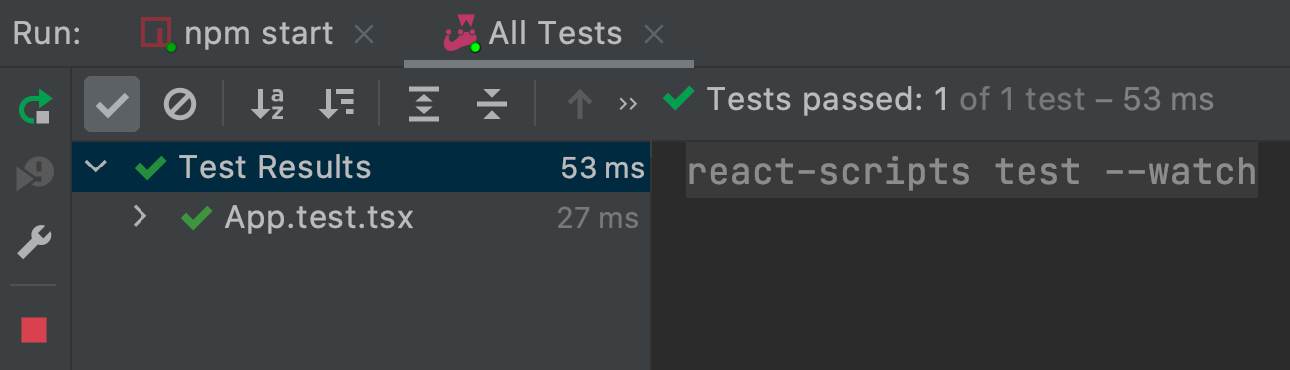 Run: npm start All Tests
Tests passed: 1 of 1 test – 53 ms
Test Results 53 ms
App.test.tsx 27 ms
react-scripts test --watch